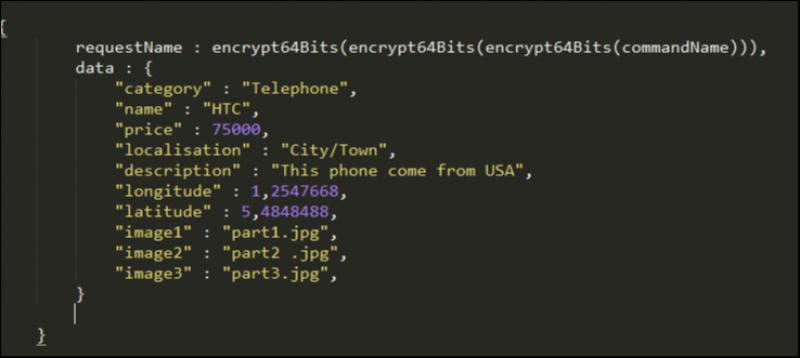 {
requestName : encrypt64Bits(encrypt64Bits(encrypt64Bits(commandName))),
data : {
"category" : "Telephone",
"name" : "HTC",
"price" : 75000,
"localisation" : "City/Town",
"description" : "This phone come from USA",
"longitude" : 1,2547668,
"latitude" : 5,4848488,
"image1" : "part1.jpg",
"image2" : "part2 .jpg",
"image3" : "part3.jpg",
}
}